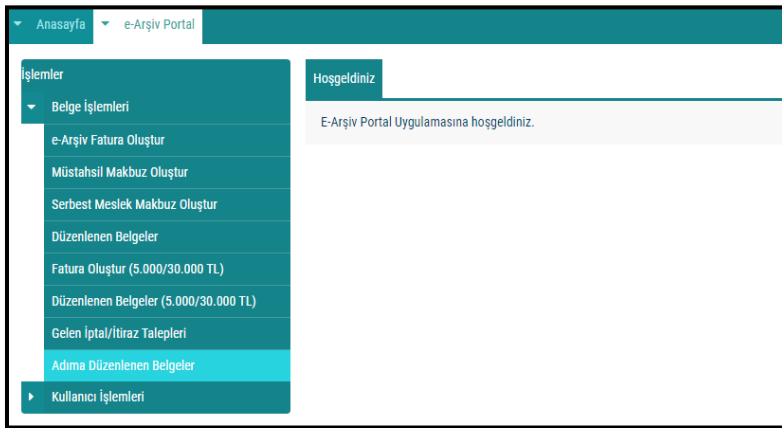 Anasayfa
e-Arşiv Portal
İşlemler
Belge İşlemleri
e-Arşiv Fatura Oluştur
Müstahsil Makbuz Oluştur
Serbest Meslek Makbuz Oluştur
Düzenlenen Belgeler
Fatura Oluştur (5.000/30.000 TL)
Düzenlenen Belgeler (5.000/30.000 TL)
Gelen İptal/İtiraz Talepleri
Adıma Düzenlenen Belgeler
Kullanıcı İşlemleri
Hoşgeldiniz
E-Arşiv Portal Uygulamasına hoşgeldiniz.